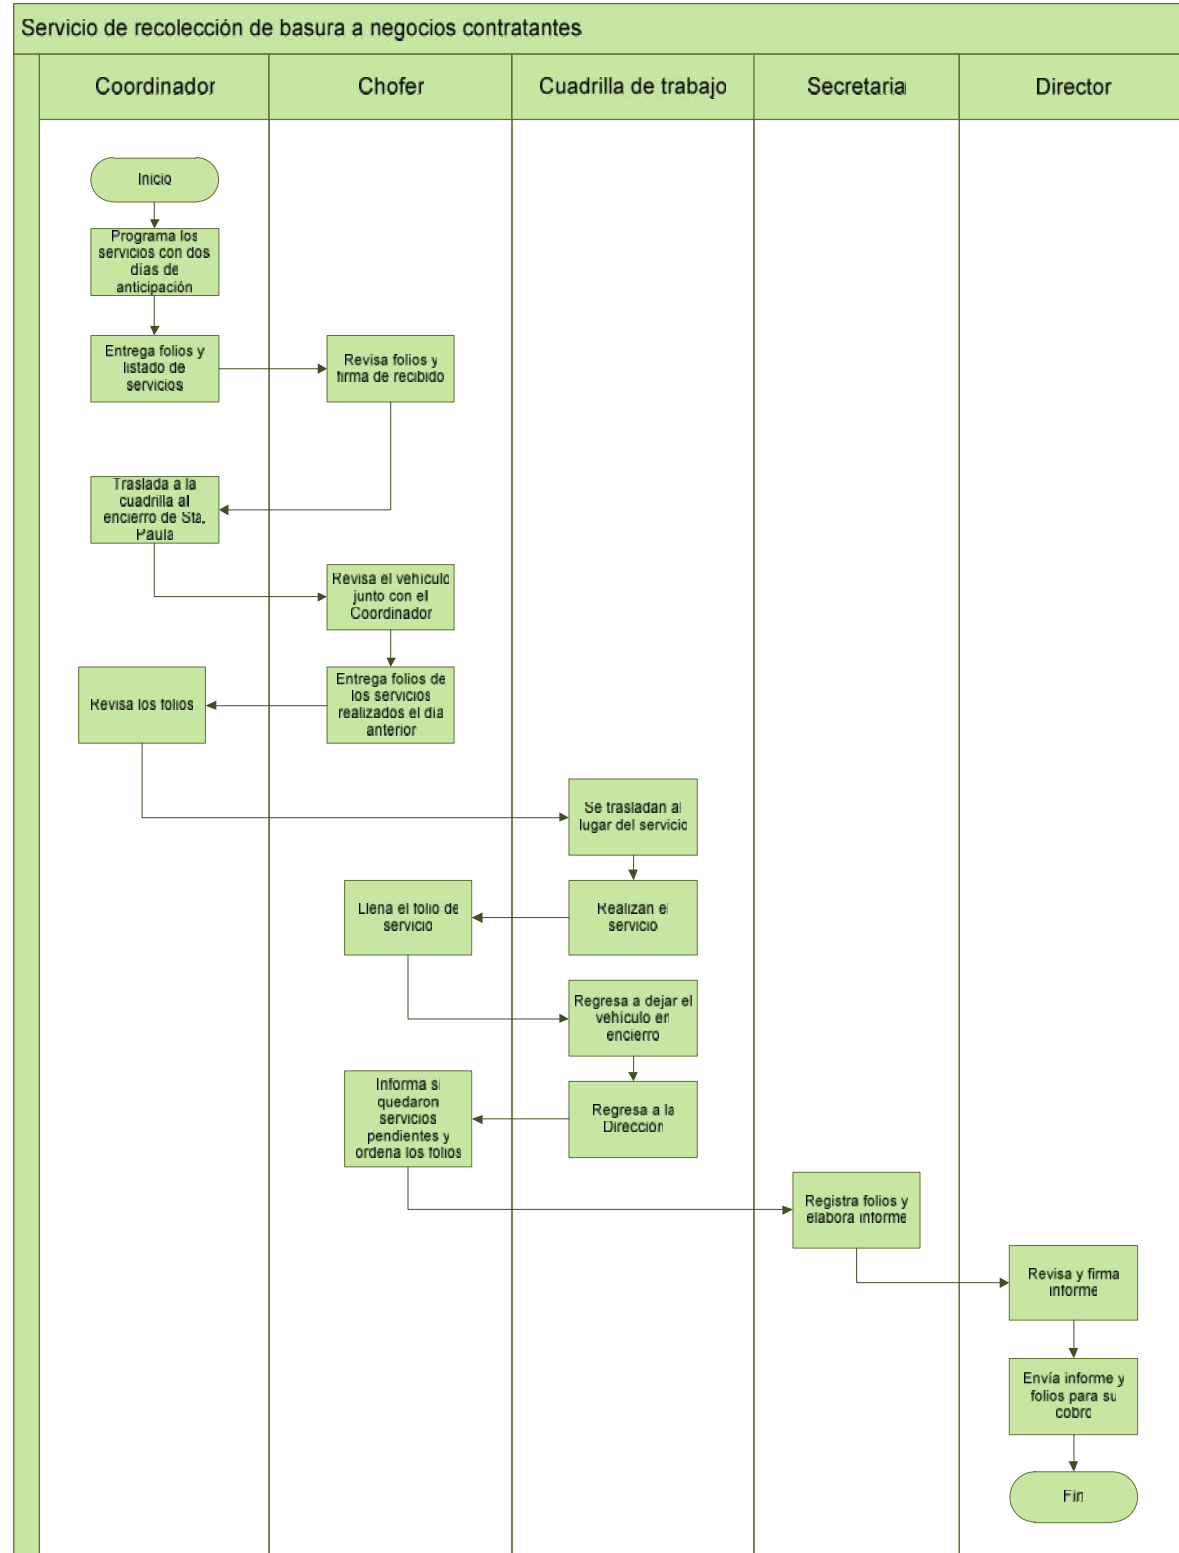 Servicio de recolección de basura a negocios contratantes
Coordinador
Chofer
Cuadrilla de trabajo
Secretaria
Director
Inicio
Programa los
servicios con dos
días de
anticipación
Entrega folios y
listado de
servicios
Revisa folios y
firma de recibido
Traslada a la
cuadrilla al
encierro de Sta.
Paula
Revisa el vehículo
junto con el
Coordinador
Entrega folios de
los servicios
realizados el día
anterior
Revisa los folios
Se trasladan al
lugar del servicio
Realizan el
servicio
Llena el folio de
servicio
Regresa a dejar el
vehículo en
encierro
Regresa a la
Dirección
Informa si
quedaron
servicios
pendientes y
ordena los folios
Registra folios y
elabora informe
Revisa y firma
informe
Envía informe y
folios para su
cobro
Fin